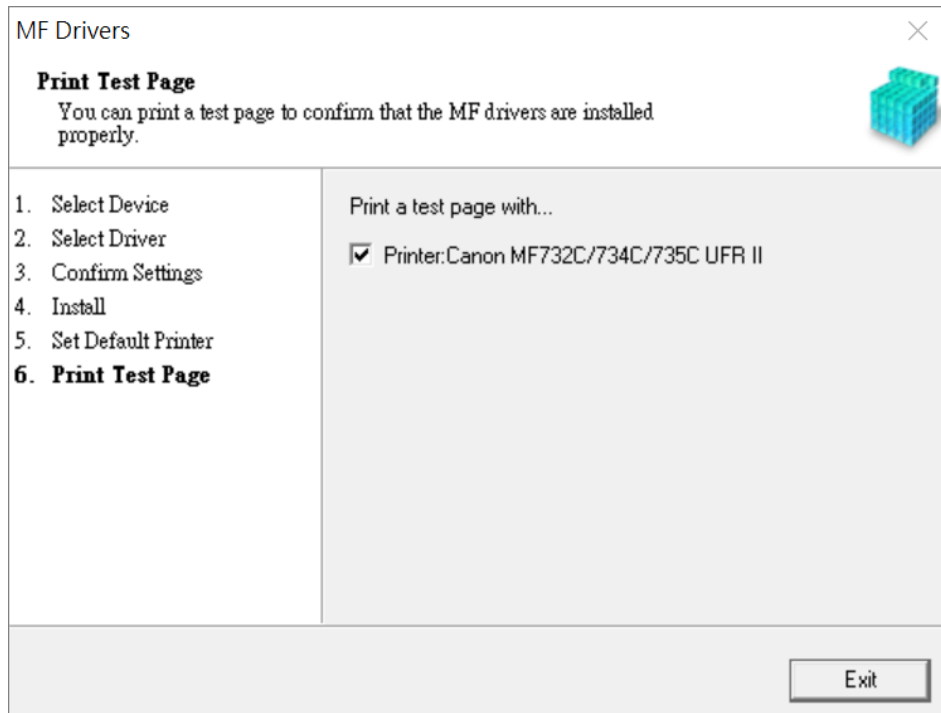 MF Drivers
Print Test Page
You can print a test page to confirm that the MF drivers are installed
properly.
1. Select Device
2. Select Driver
3. Confirm Settings
4. Install
5. Set Default Printer
6. Print Test Page
Print a test page with...
Printer:Canon MF732C/734C/735C UFR II
Exit